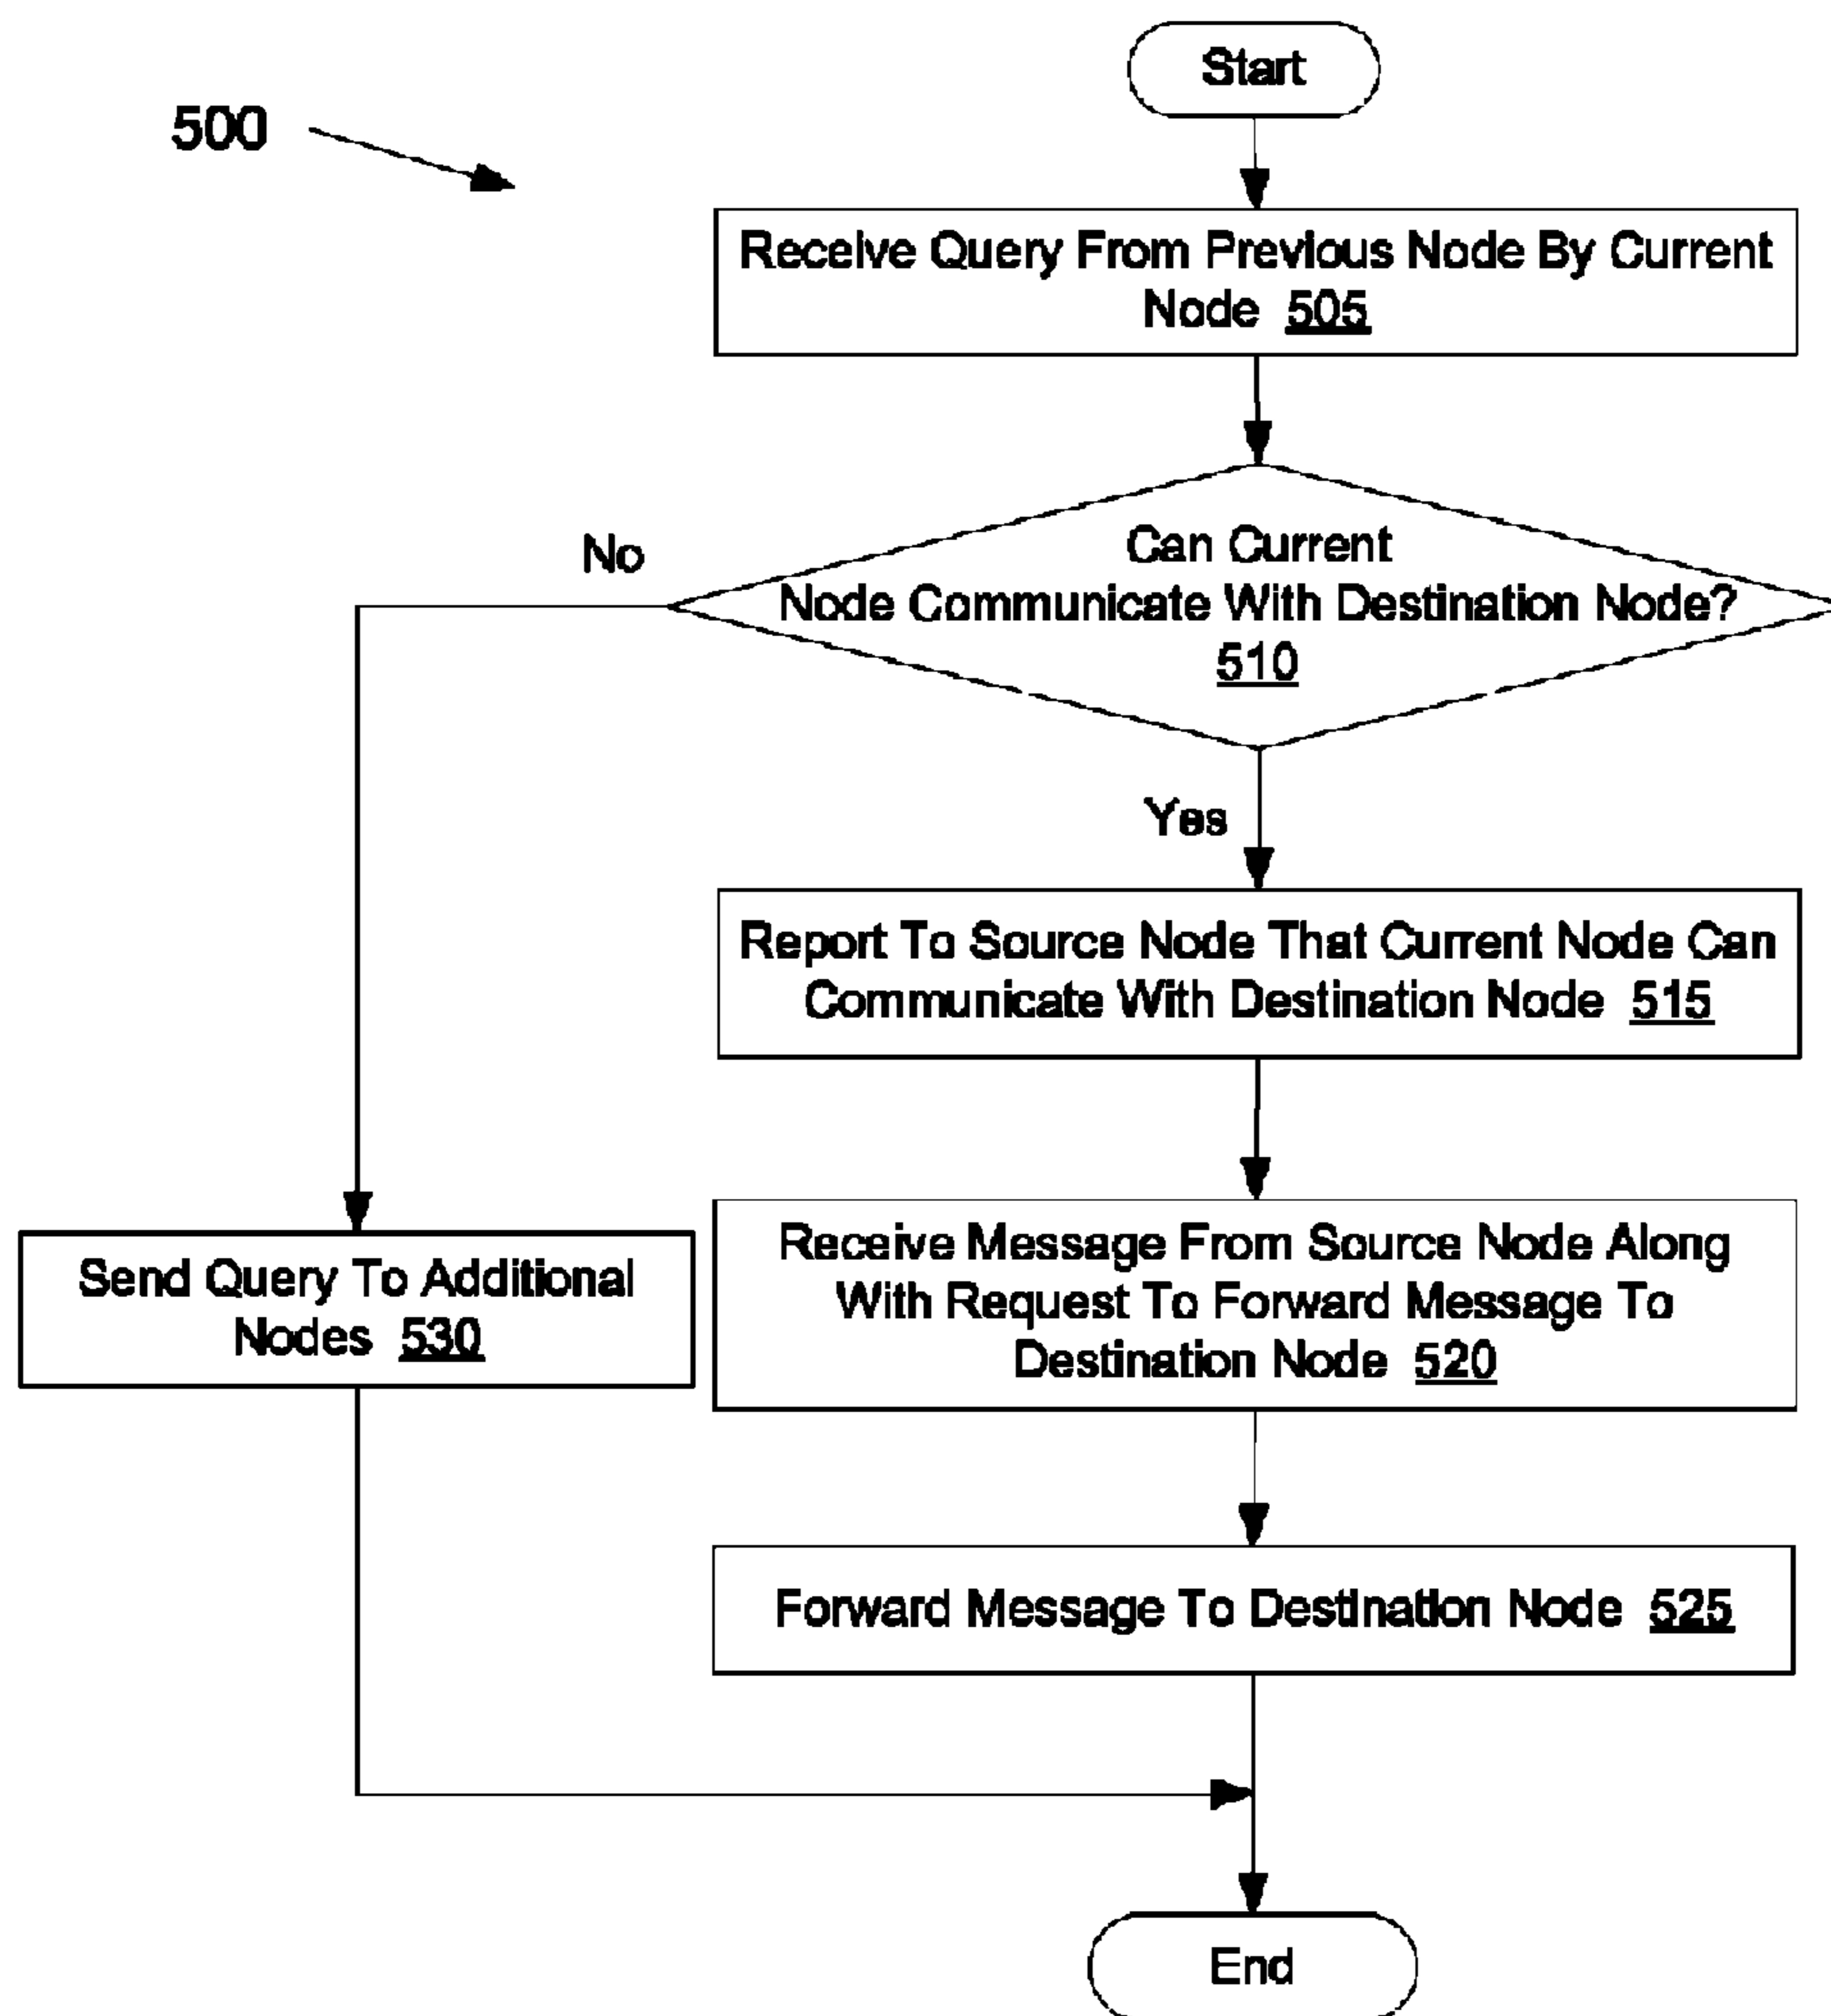 Start
500
Receive Query From Previous Node By Current
Node 505
Can Current
Node Communicate With Destination Node?
510
No
Yes
Report To Source Node That Current Node Can
Communicate With Destination Node 515
Receive Message From Source Node Along
With Request To Forward Message To
Destination Node 520
Send Query To Additional
Nodes 530
Forward Message To Destination Node 525
End